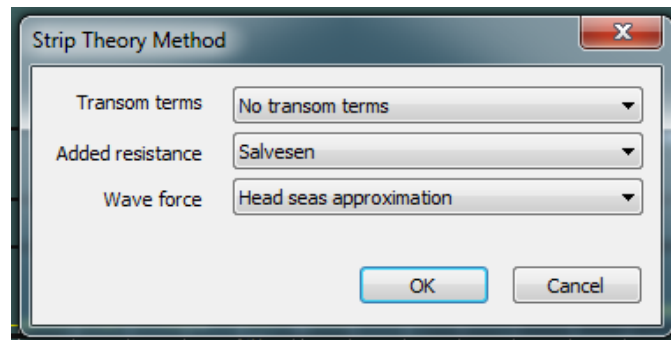 Strip Theory Method
Transom terms No transom terms
Added resistance Salvesen
Wave force Head seas approximation
OK Cancel